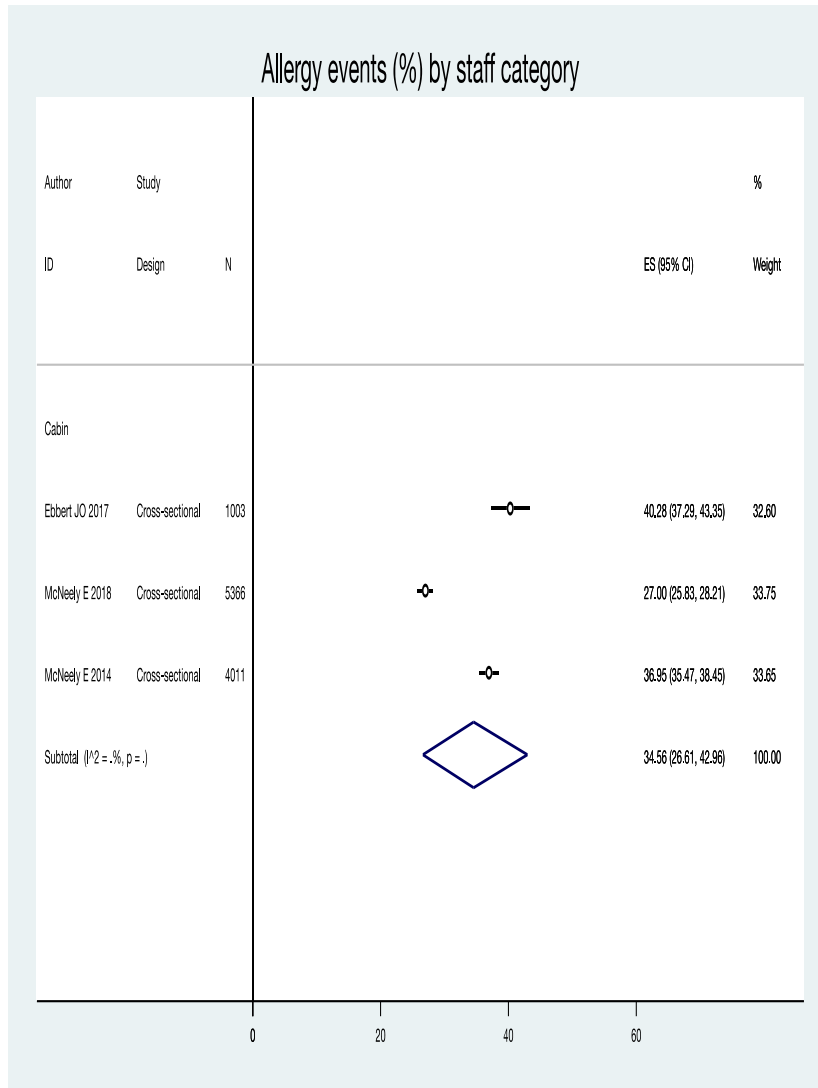 Allergy events (%) by staff category
Author Study %
ID Design N ES (95% CI) Weight
Cabin
Ebbert JO 2017 Cross-sectional 1003 40.28 (37.29, 43.35) 32.60
McNeely E 2018 Cross-sectional 5366 27.00 (25.83, 28.21) 33.75
McNeely E 2014 Cross-sectional 4011 36.95 (35.47, 38.45) 33.65
Subtotal (I^2 = .%, p = .) 34.56 (26.61, 42.96) 100.00
0 20 40 60